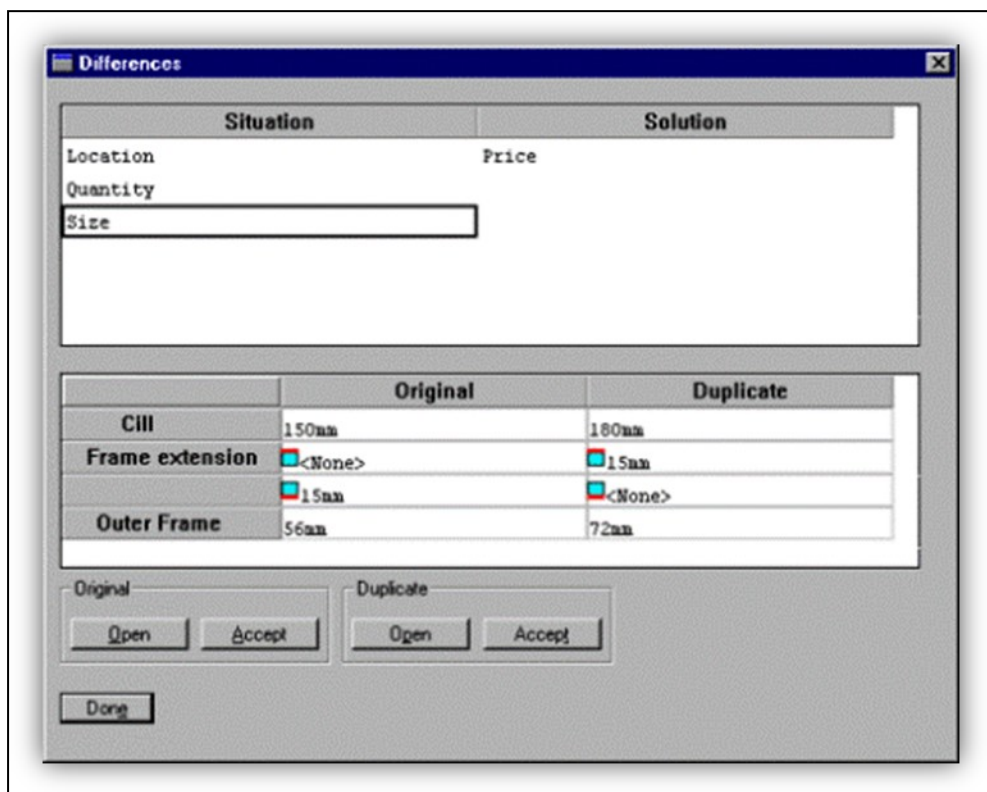 Differences
Situation Solution
Location Price
Quantity
Size
Original Duplicate
Cill 150mm 180mm
Frame extension <None> 15mm
15mm <None>
Outer Frame 56mm 72mm
Original Duplicate
Open Accept Open Accept
Done